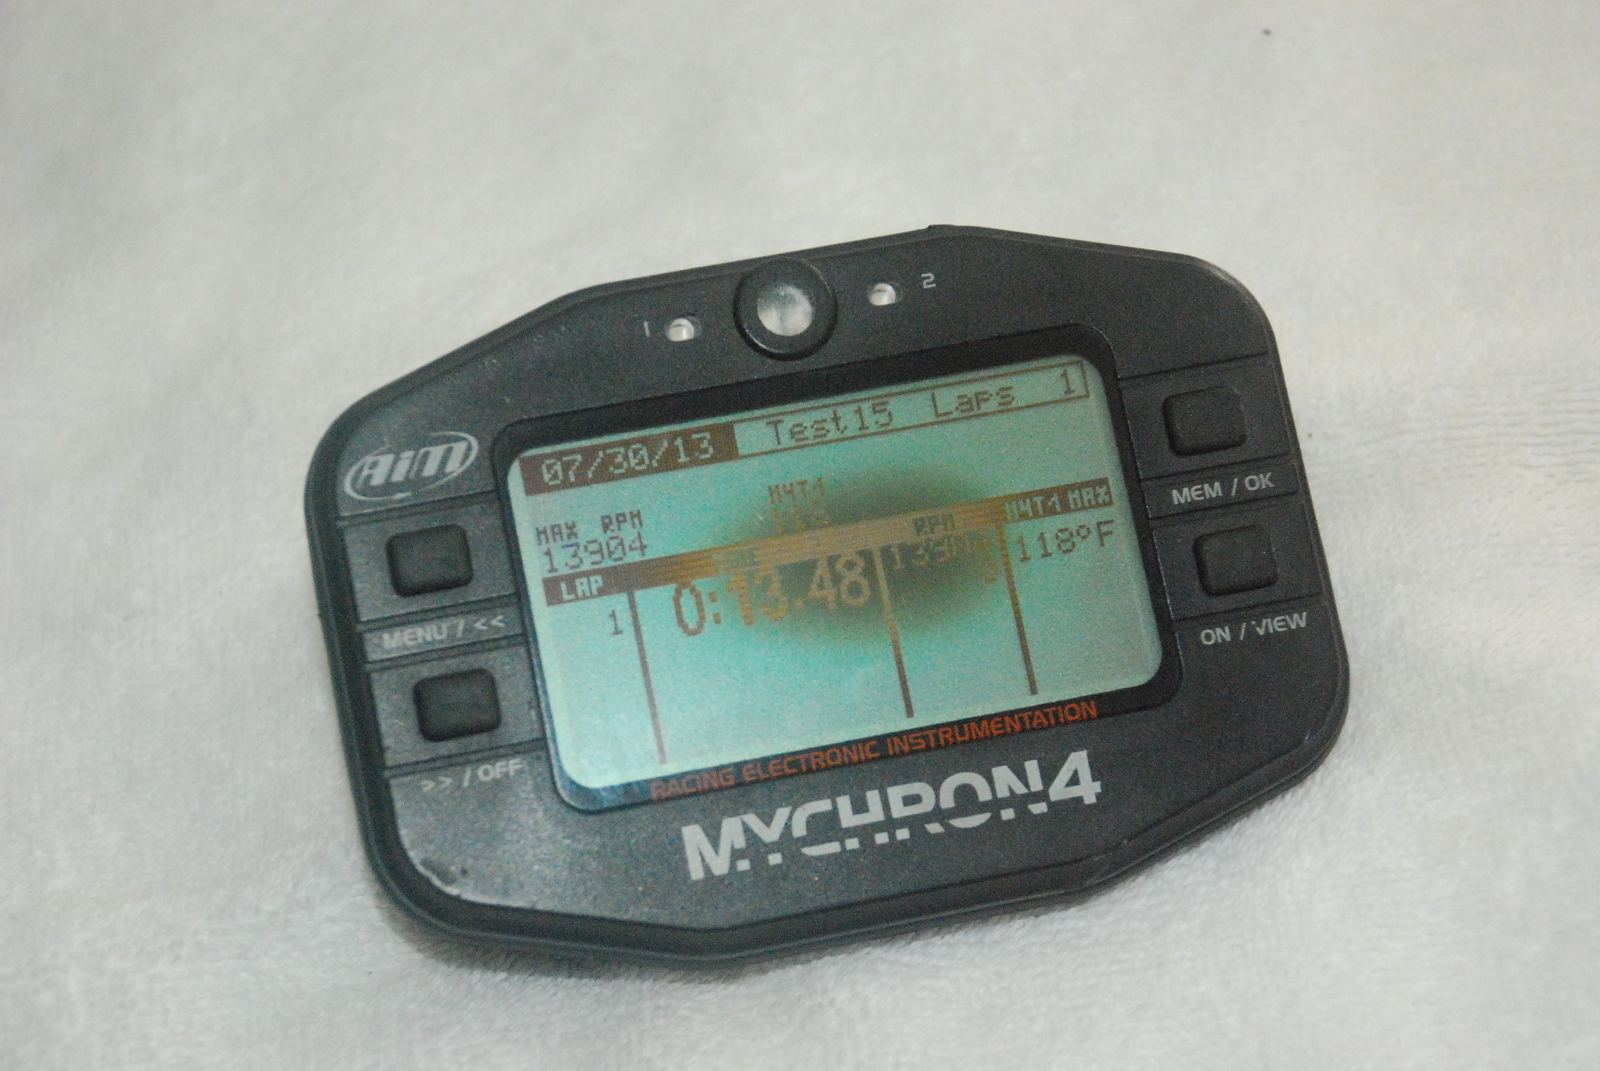 1
2
AiM
07/30/13 Test15 Laps 1
MAX RPM
13904
LAP RPM H4T1 MAX
1 0:13.48 118°F
MENU / <<
>> / OFF
MEM / OK
ON / VIEW
RACING ELECTRONIC INSTRUMENTATION
MYCHRON4